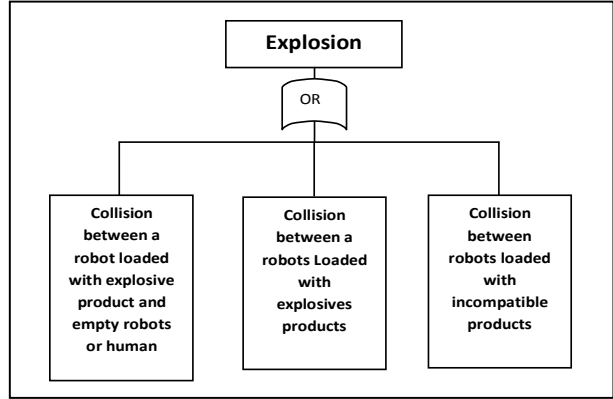 Explosion
OR
Collision
between a
robot loaded
with explosive
product and
empty robots
or human
Collision
between a
robots Loaded
with
explosives
products
Collision
between
robots loaded
with
incompatible
products